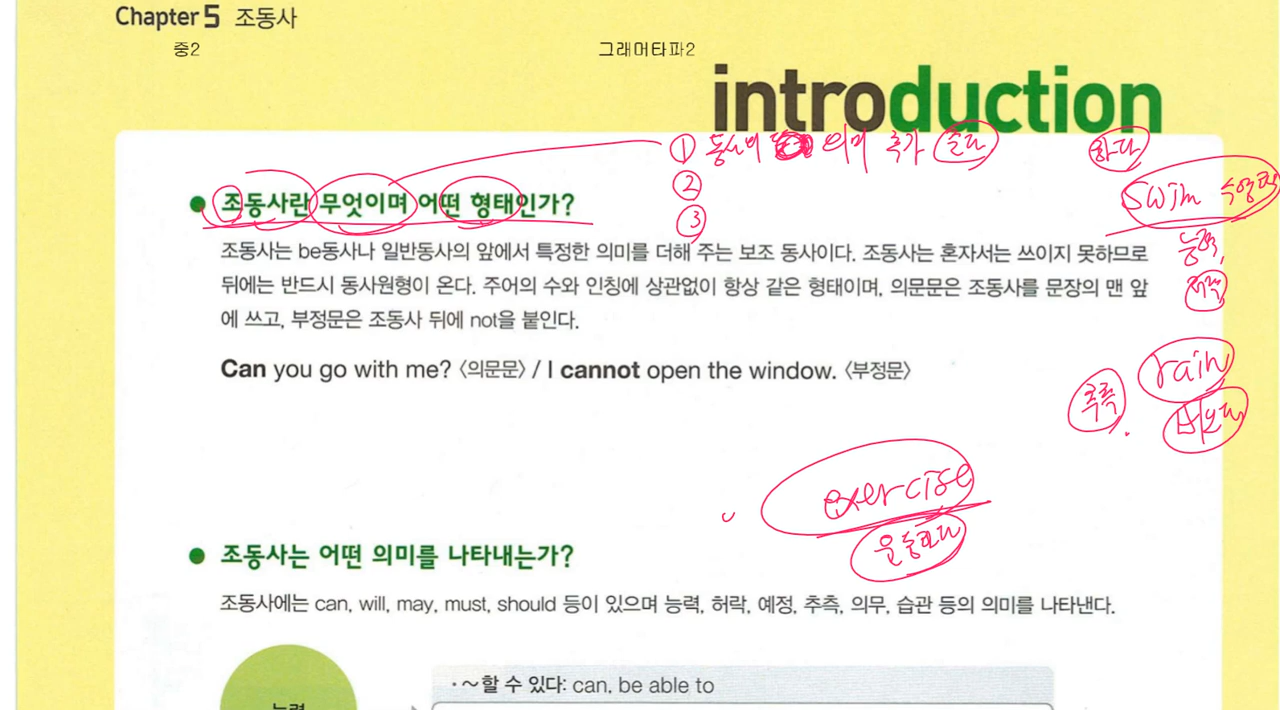 Chapter 5 조동사
중2 그래머타파2
introduction
① 동사에 의미 추가
하다
②
swim 수영하다
● 조동사란 무엇이며 어떤 형태인가?
③
조동사는 be동사나 일반동사의 앞에서 특정한 의미를 더해 주는 보조 동사이다. 조동사는 혼자서는 쓰이지 못하므로
능력,
뒤에는 반드시 동사원형이 온다. 주어의 수와 인칭에 상관없이 항상 같은 형태이며, 의문문은 조동사를 문장의 맨 앞
에 쓰고, 부정문은 조동사 뒤에 not을 붙인다.
Can you go with me? 〈의문문〉 / I cannot open the window. 〈부정문〉
rain
추측
비오다
exercise
운동하다
● 조동사는 어떤 의미를 나타내는가?
조동사에는 can, will, may, must, should 등이 있으며 능력, 허락, 예정, 추측, 의무, 습관 등의 의미를 나타낸다.
· ~할 수 있다: can, be able to
능력